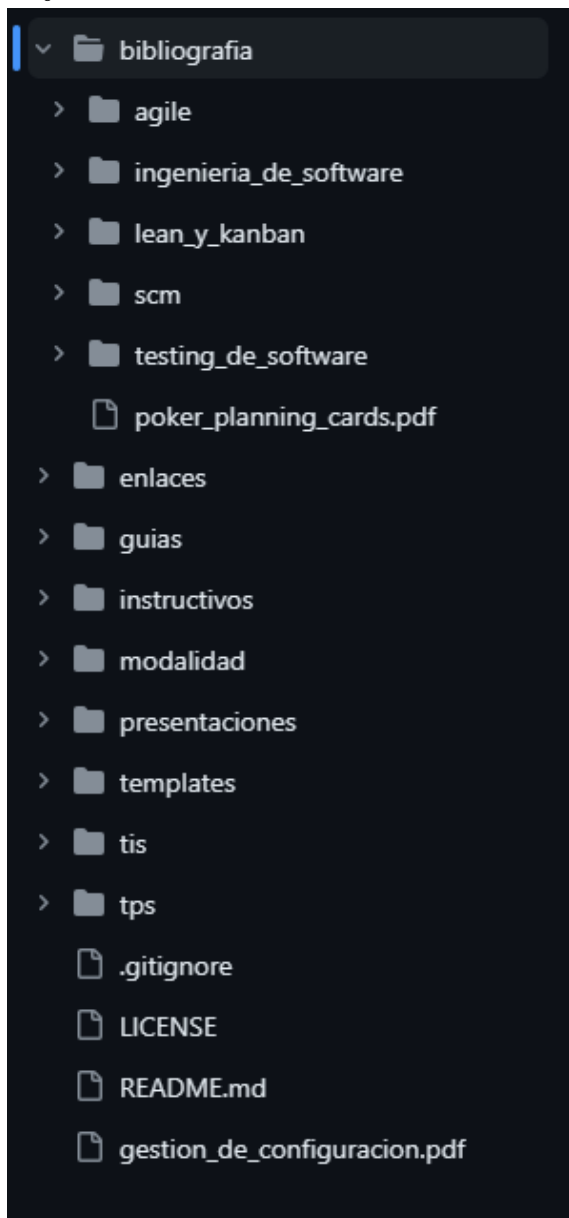 bibliografia
agile
ingenieria_de_software
lean_y_kanban
scm
testing_de_software
poker_planning_cards.pdf
enlaces
guias
instructivos
modalidad
presentaciones
templates
tis
tps
.gitignore
LICENSE
README.md
gestion_de_configuracion.pdf